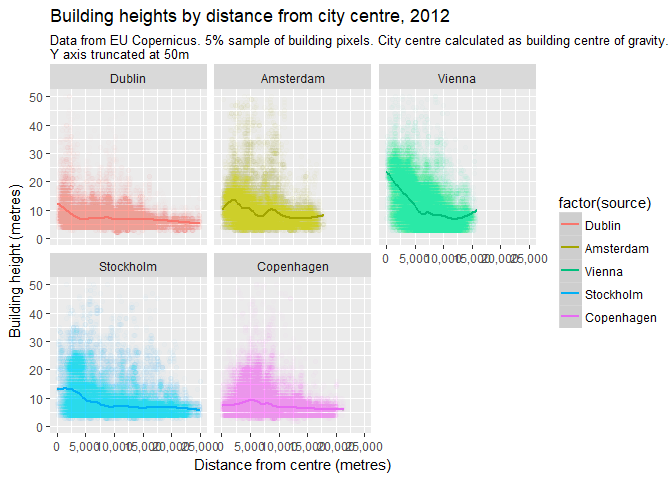 Building heights by distance from city centre, 2012
Data from EU Copernicus. 5% sample of building pixels. City centre calculated as building centre of gravity.
Y axis truncated at 50m
Dublin
Amsterdam
Vienna
50
40
30
20
10
0
0 5,000 10,000 15,000 20,000 25,000
Stockholm
Copenhagen
50
40
30
20
10
0
0 5,000 10,000 15,000 20,000 25,000
0 5,000 10,000 15,000 20,000 25,000
Building height (rmetres)
Distance from centre (metres)
factor(source)
Dublin
Amsterdam
Vienna
Stockholm
Copenhagen